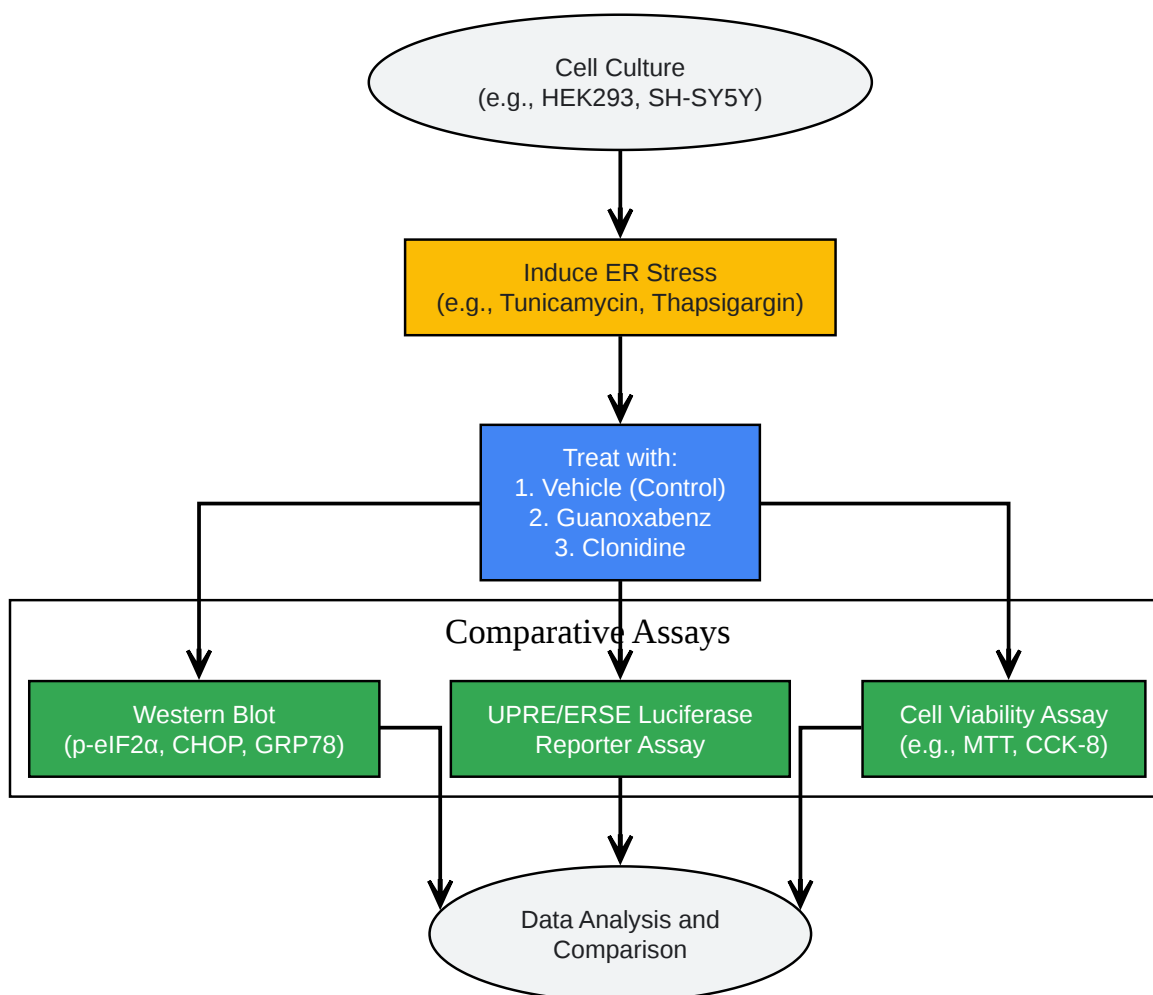 Cell Culture
(e.g., HEK293, SH-SY5Y)
Induce ER Stress
(e.g., Tunicamycin, Thapsigargin)
Treat with:
1. Vehicle (Control)
2. Guanoxabenz
3. Clonidine
Comparative Assays
Western Blot
(p-eIF2α, CHOP, GRP78)
UPRE/ERSE Luciferase
Reporter Assay
Cell Viability Assay
(e.g., MTT, CCK-8)
Data Analysis and
Comparison